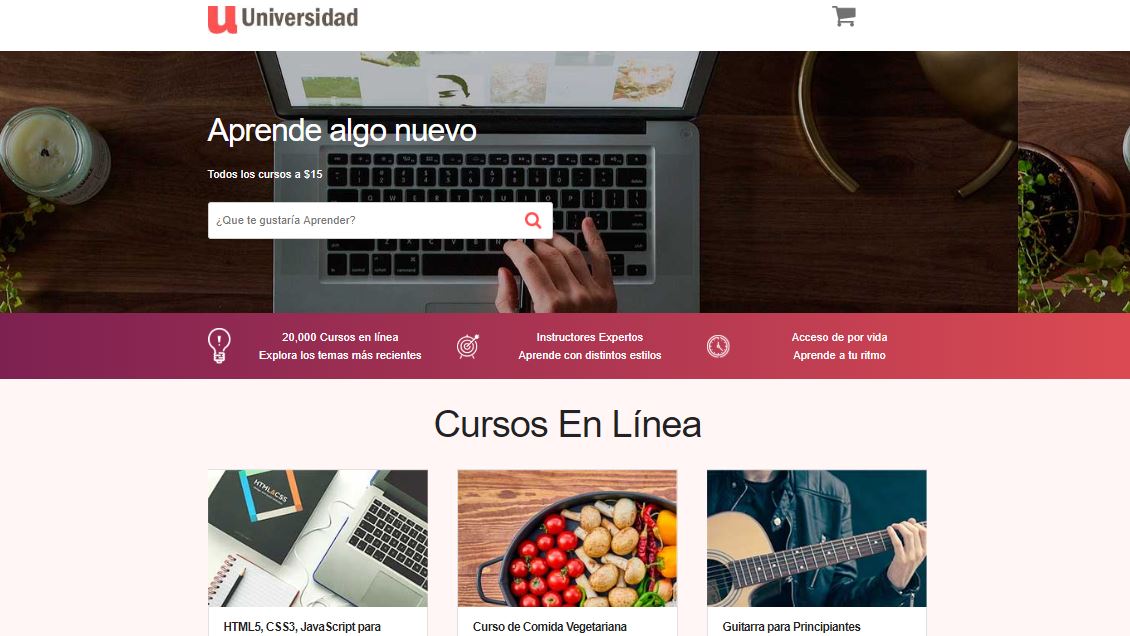 Universidad
Aprende algo nuevo
Todos los cursos a $15
¿Que te gustaría Aprender?
20,000 Cursos en línea
Explora los temas más recientes
Instructores Expertos
Aprende con distintos estilos
Acceso de por vida
Aprende a tu ritmo
Cursos En Línea
HTML&CSS
HTML5, CSS3, JavaScript para
Curso de Comida Vegetariana
Guitarra para Principiantes